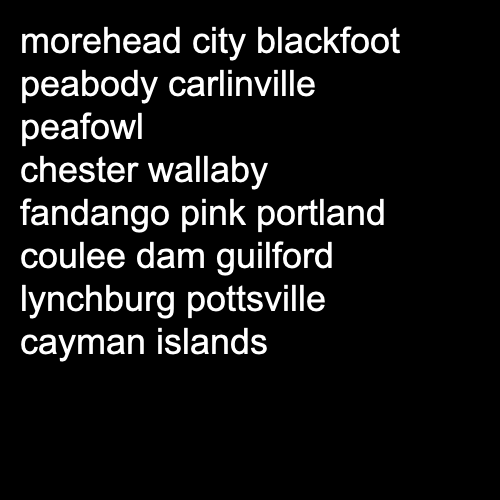 morehead city blackfoot
peabody carlinville
peafowl
chester wallaby
fandango pink portland
coulee dam guilford
lynchburg pottsville
cayman islands